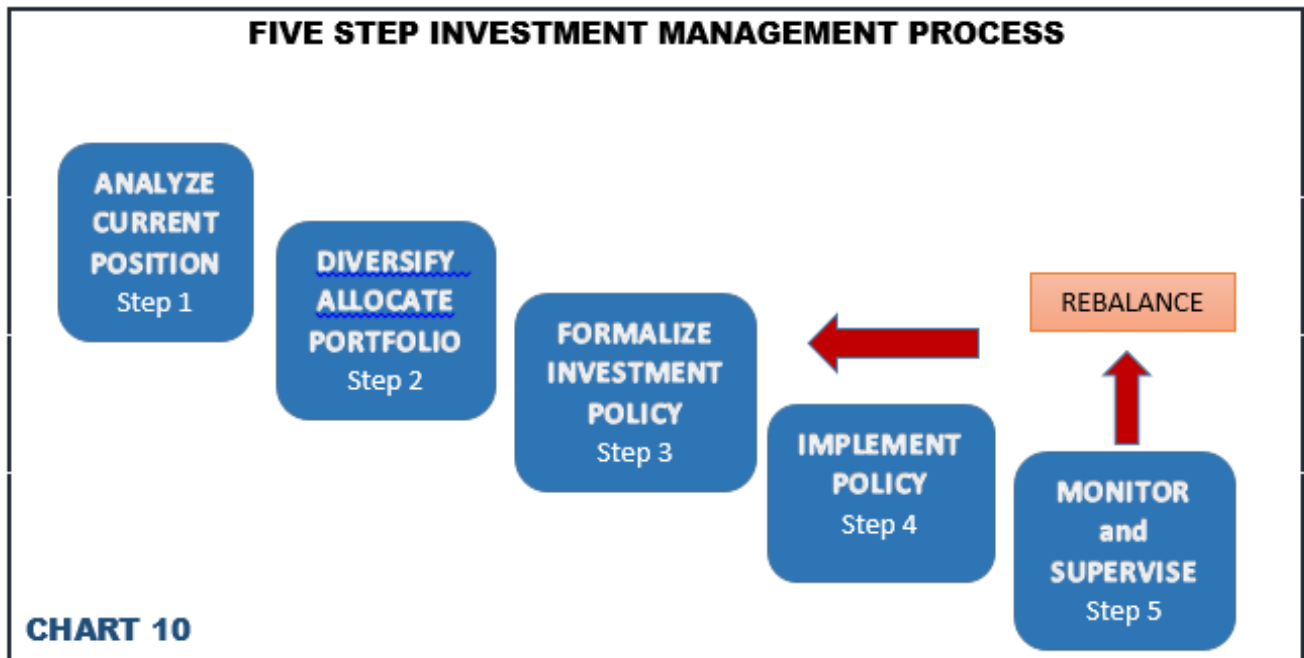 FIVE STEP INVESTMENT MANAGEMENT PROCESS
ANALYZE
CURRENT
POSITION
Step 1
DIVERSIFY
ALLOCATE
PORTFOLIO
Step 2
FORMALIZE
INVESTMENT
POLICY
Step 3
IMPLEMENT
POLICY
Step 4
MONITOR
and
SUPERVISE
Step 5
REBALANCE
CHART 10